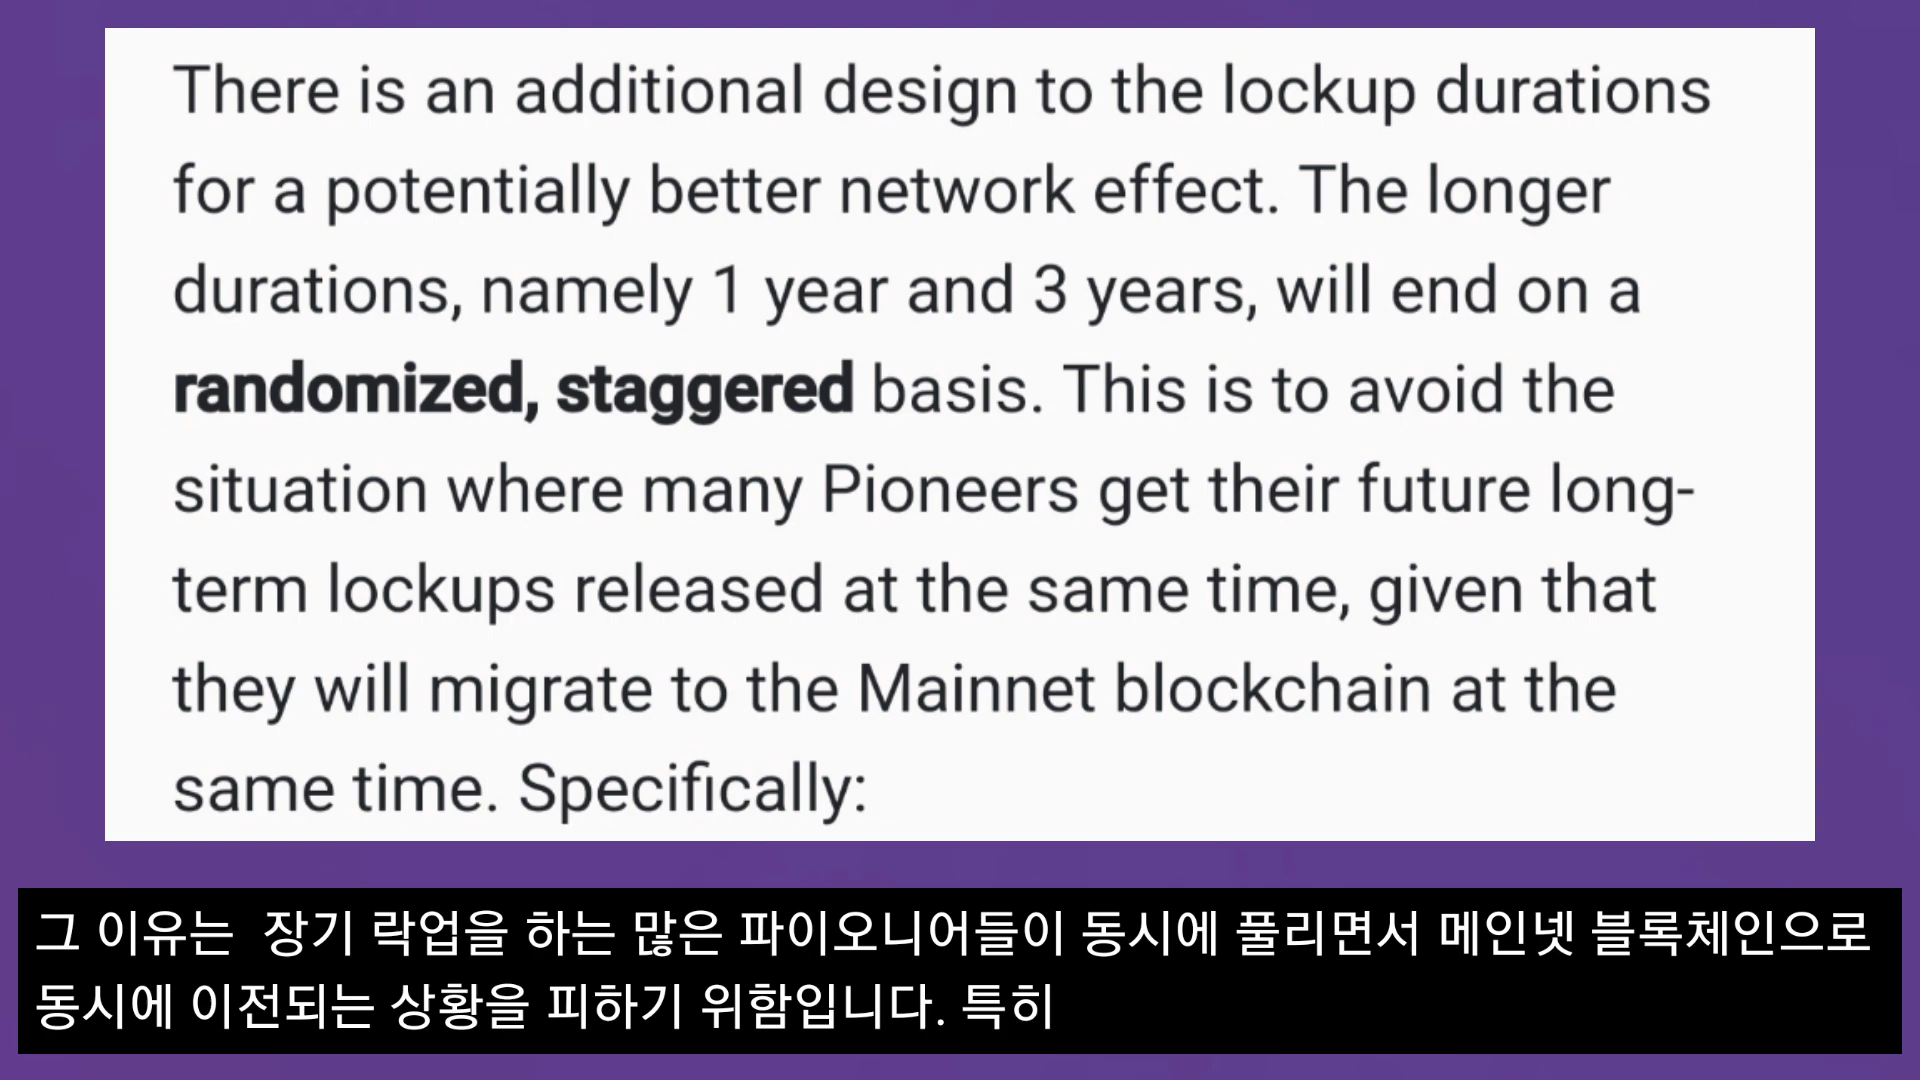 There is an additional design to the lockup durations
for a potentially better network effect. The longer
durations, namely 1 year and 3 years, will end on a
randomized, staggered basis. This is to avoid the
situation where many Pioneers get their future long-
term lockups released at the same time, given that
they will migrate to the Mainnet blockchain at the
same time. Specifically:
그 이유는 장기 락업을 하는 많은 파이오니어들이 동시에 풀리면서 메인넷 블록체인으로
동시에 이전되는 상황을 피하기 위함입니다. 특히